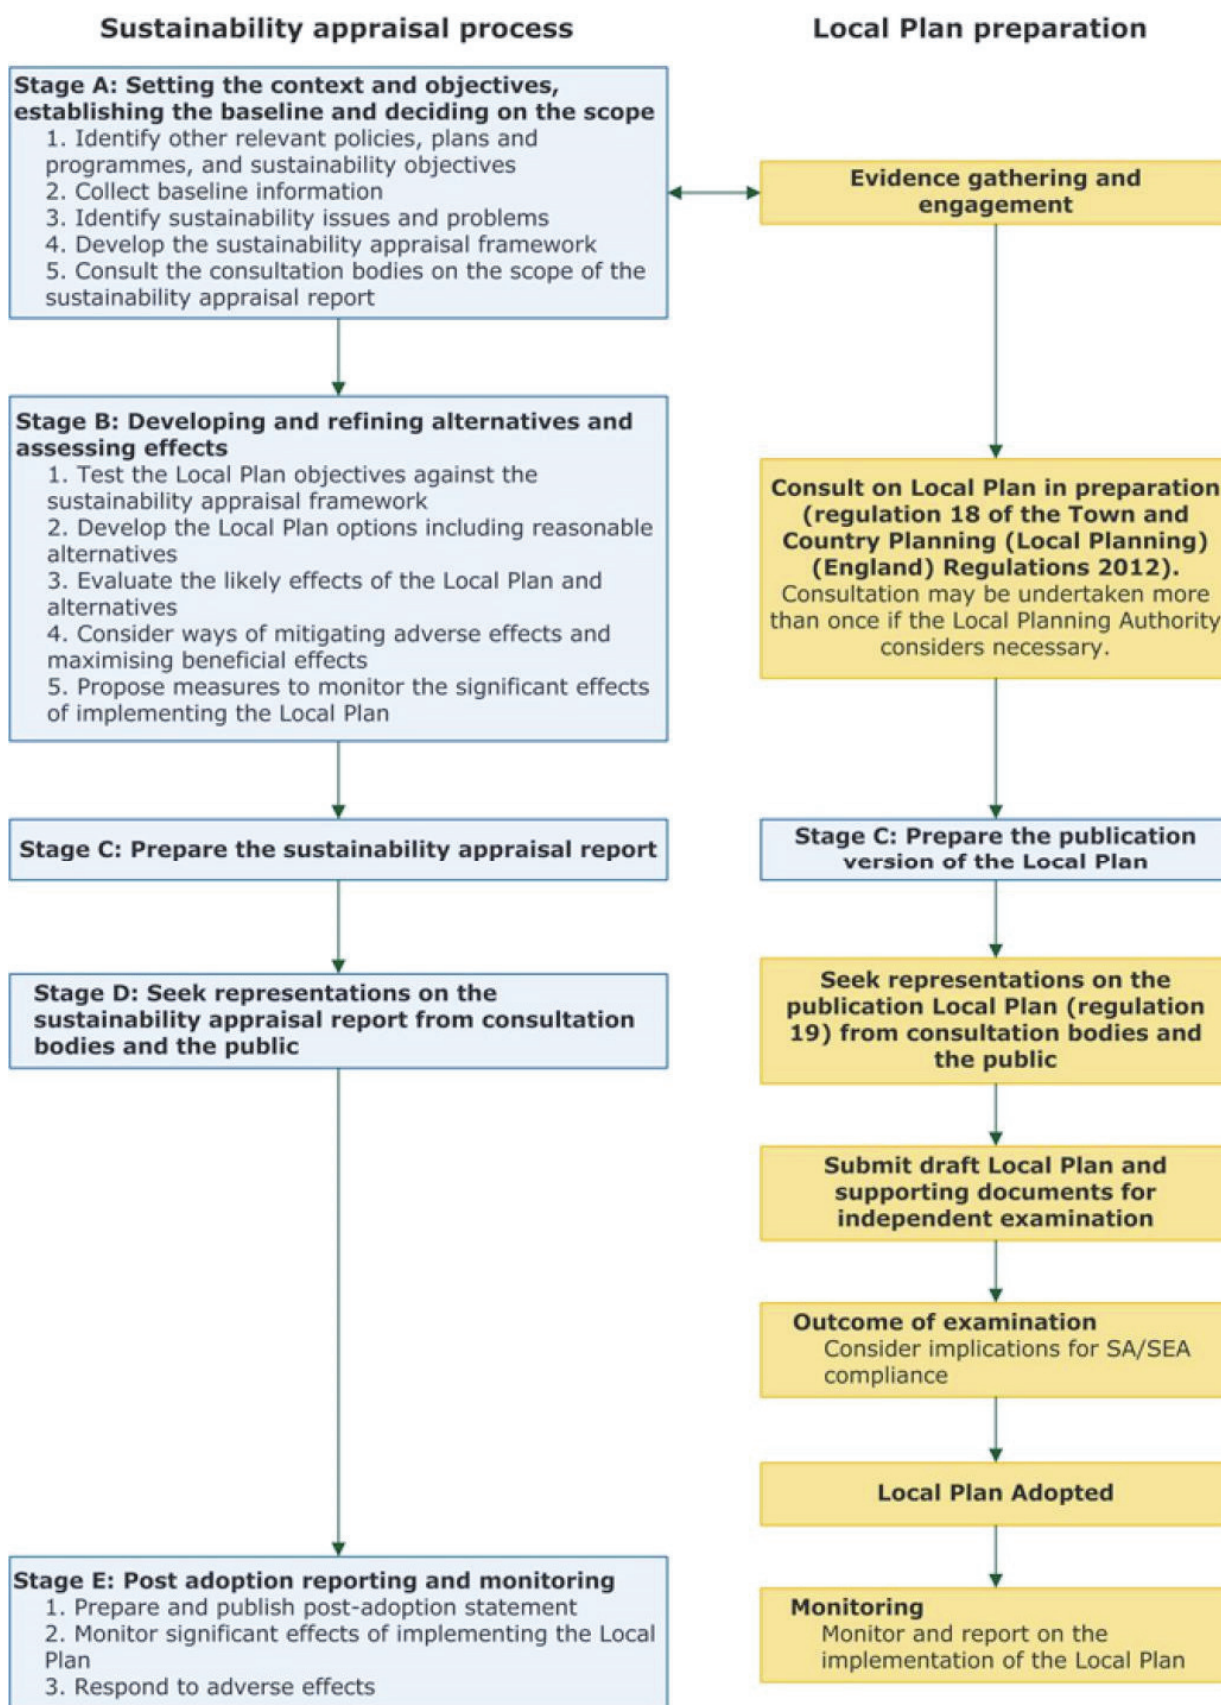 Sustainability appraisal process
Stage A: Setting the context and objectives,
establishing the baseline and deciding on the scope
1. Identify other relevant policies, plans and
programmes, and sustainability objectives
2. Collect baseline information
3. Identify sustainability issues and problems
4. Develop the sustainability appraisal framework
5. Consult the consultation bodies on the scope of the
sustainability appraisal report
Stage B: Developing and refining alternatives and
assessing effects
1. Test the Local Plan objectives against the
sustainability appraisal framework
2. Develop the Local Plan options including reasonable
alternatives
3. Evaluate the likely effects of the Local Plan and
alternatives
4. Consider ways of mitigating adverse effects and
maximising beneficial effects
5. Propose measures to monitor the significant effects
of implementing the Local Plan
Stage C: Prepare the sustainability appraisal report
Stage D: Seek representations on the
sustainability appraisal report from consultation
bodies and the public
Stage E: Post adoption reporting and monitoring
1. Prepare and publish post-adoption statement
2. Monitor significant effects of implementing the Local
Plan
3. Respond to adverse effects
Local Plan preparation
Evidence gathering and
engagement
Consult on Local Plan in preparation
(regulation 18 of the Town and
Country Planning (Local Planning)
(England) Regulations 2012).
Consultation may be undertaken more
than once if the Local Planning Authority
considers necessary.
Stage C: Prepare the publication
version of the Local Plan
Seek representations on the
publication Local Plan (regulation
19) from consultation bodies and
the public
Submit draft Local Plan and
supporting documents for
independent examination
Outcome of examination
Consider implications for SA/SEA
compliance
Local Plan Adopted
Monitoring
Monitor and report on the
implementation of the Local Plan